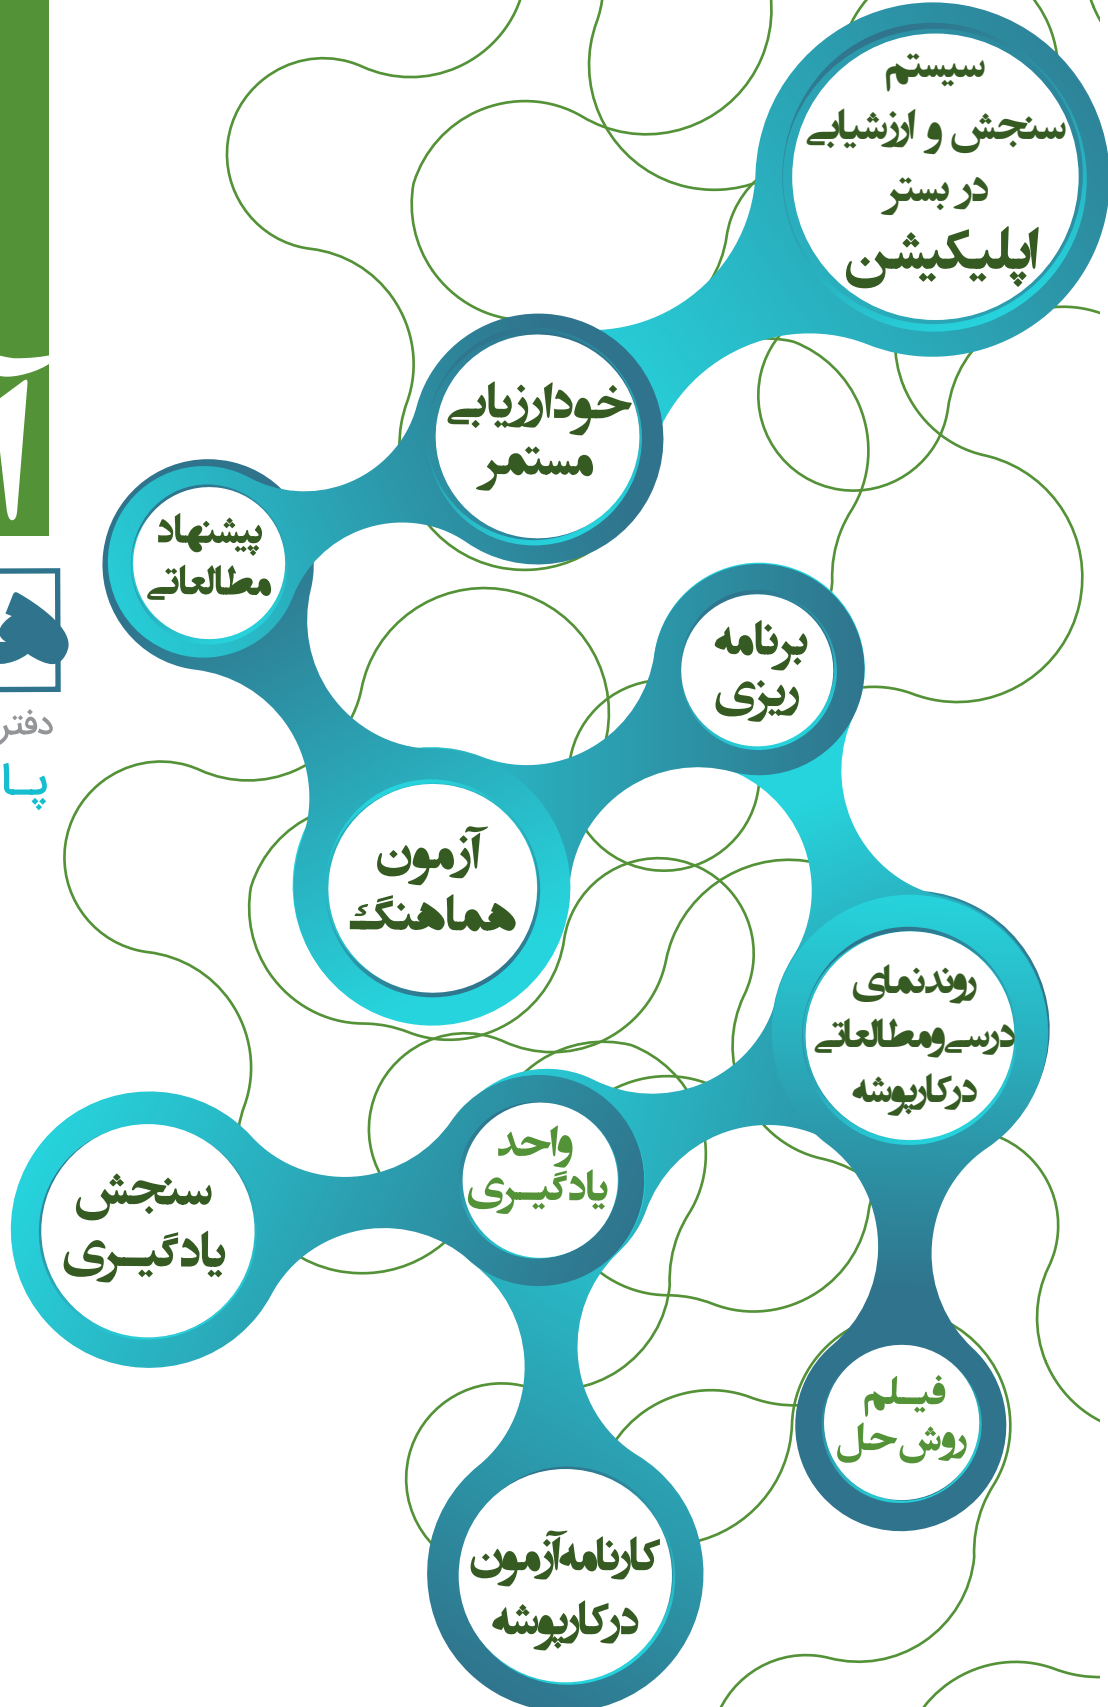 سیستم
سنجش و ارزشیابی
در بستر
اپلیکیشن
خودارزیابی
مستمر
پیشنهاد
مطالعاتی
برنامه
ریزی
دفتر
پا
آزمون
هماهنگ
روندنمای
درسی‌ومطالعاتی
درکارپوشه
واحد
یادگیری
سنجش
یادگیری
فیلم
روش حل
کارنامه‌آزمون
درکارپوشه